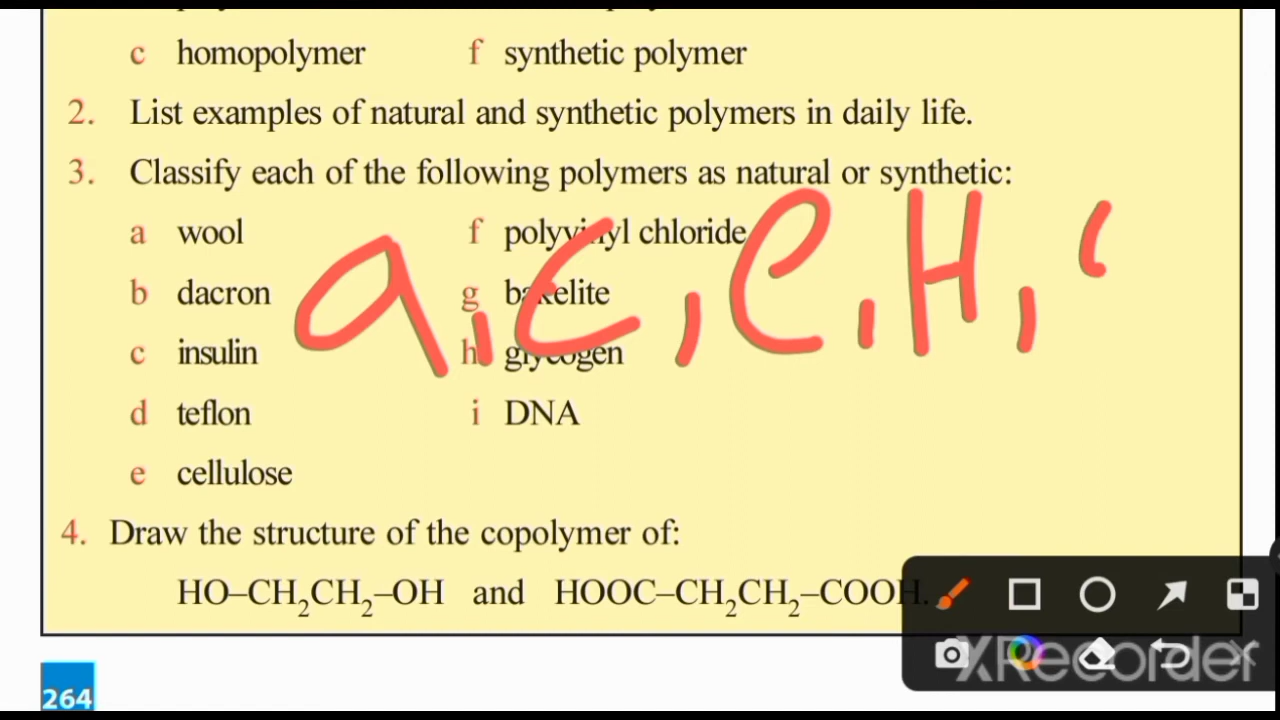 c homopolymer f synthetic polymer
2. List examples of natural and synthetic polymers in daily life.
3. Classify each of the following polymers as natural or synthetic:
a wool f polyvinyl chloride
b dacron g bakelite
c insulin h glycogen
a, c, e, H,
d teflon i DNA
e cellulose
4. Draw the structure of the copolymer of:
HO–CH₂CH₂–OH and HOOC–CH₂CH₂–COOH.
XRecorder
264